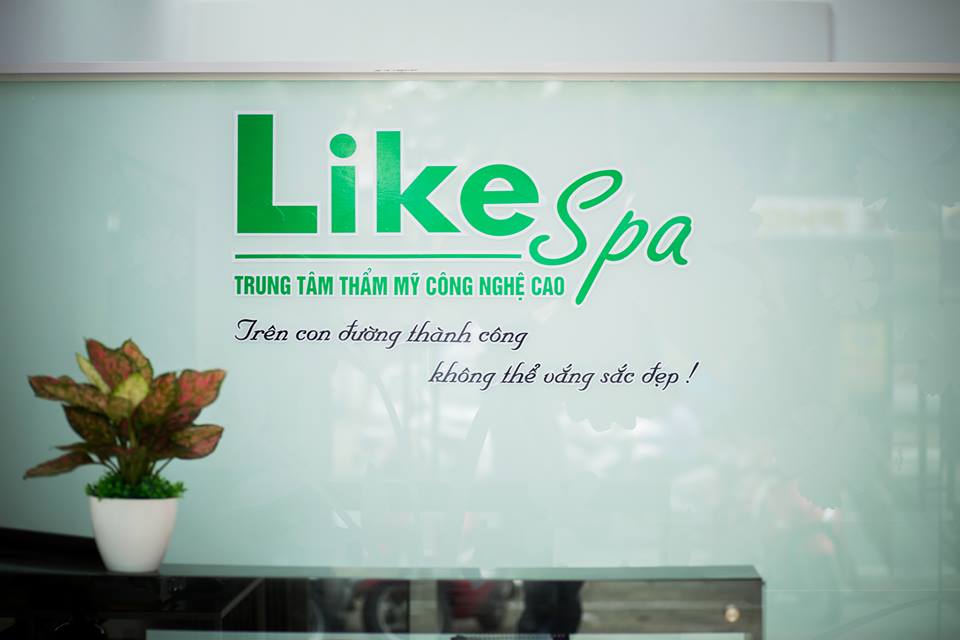 Like Spa
TRUNG TÂM THẨM MỸ CÔNG NGHỆ CAO
Trên con đường thành công
không thể vắng sắc đẹp !